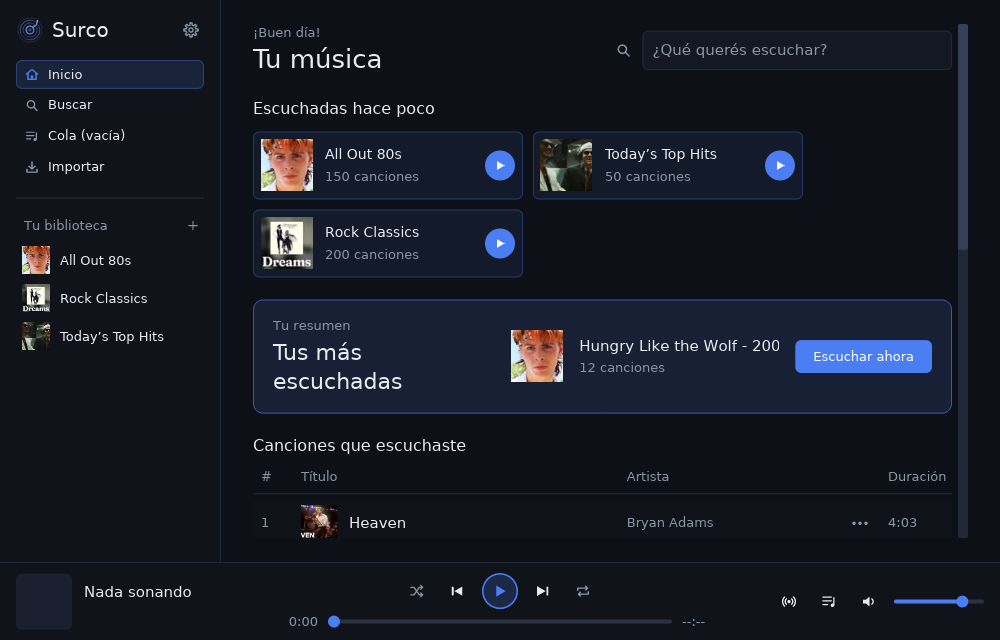 Surco
Inicio
Buscar
Cola (vacía)
Importar
Tu biblioteca
All Out 80s
Rock Classics
Today’s Top Hits
¡Buen día!
Tu música
¿Qué querés escuchar?
Escuchadas hace poco
All Out 80s
150 canciones
Today’s Top Hits
50 canciones
Dreams
Rock Classics
200 canciones
Tu resumen
Tus más
escuchadas
Hungry Like the Wolf - 200
12 canciones
Escuchar ahora
Canciones que escuchaste
# Título Artista Duración
1 Heaven Bryan Adams 4:03
VEN
Nada sonando
0:00 --:--